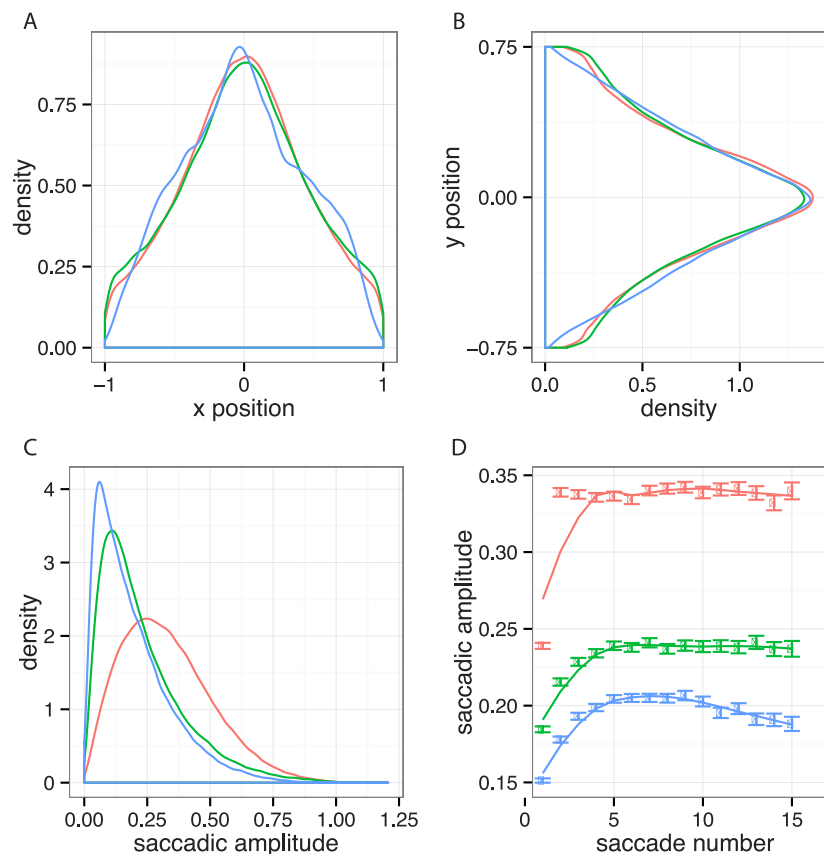 A
density
0.75
0.50
0.25
0.00
−1
0
1
x position
B
y position
0.75
0.00
−0.75
0.0
0.5
1.0
density
C
density
4
3
2
1
0
0.00
0.25
0.50
0.75
1.00
1.25
saccadic amplitude
D
saccadic amplitude
0.35
0.30
0.25
0.20
0.15
0
5
10
15
saccade number